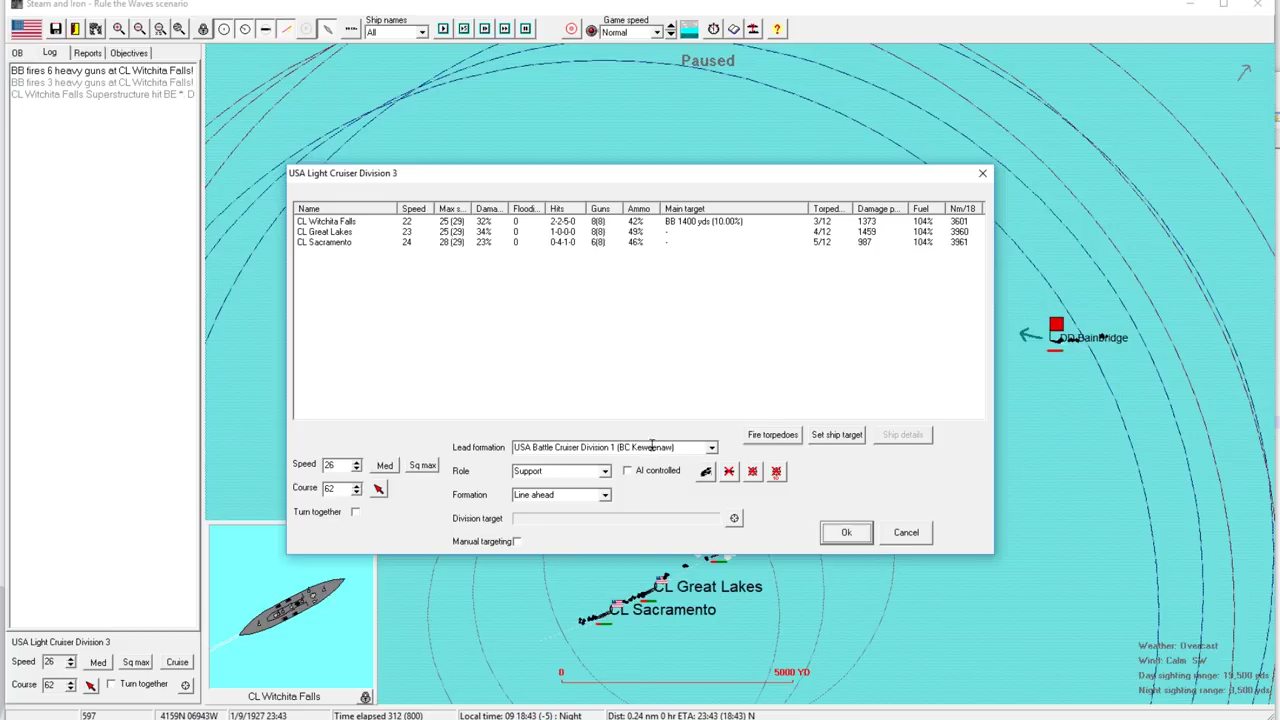 Steam and Iron - Rule the Waves scenario
Ship names
All
Game speed
Normal
OB Log Reports Objectives
BB fires 6 heavy guns at CL Witchita Falls!
BB fires 3 heavy guns at CL Witchita Falls!
CL Witchita Falls Superstructure hit BE * D
Paused
USA Light Cruiser Division 3
Name Speed Max s... Dama... Floodi... Hits Guns Ammo Main target Torped... Damage p... Fuel Nm/18
CL Witchita Falls 22 25 (29) 32% 0 2-2-5-0 8(8) 42% BB 1400 yds (10.00%) 3/12 1373 104% 3601
CL Great Lakes 23 25 (29) 34% 0 1-0-0-0 8(8) 49% - 4/12 1459 104% 3960
CL Sacramento 24 28 (29) 23% 0 0-4-1-0 6(8) 46% - 5/12 987 104% 3961
DD Bainbridge
Lead formation USA Battle Cruiser Division 1 (BC Keweenaw)
Fire torpedoes Set ship target Ship details
Speed 26 Med Sq max
Role Support AI controlled
Course 62
Formation Line ahead
Turn together
Division target
Manual targeting
Ok Cancel
CL Great Lakes
CL Sacramento
USA Light Cruiser Division 3
Speed 26 Med Sq max Cruise
Course 62 Turn together
CL Witchita Falls
0 5000 YD
Weather: Overcast
Wind: Calm SW
Day sighting range: 15,500 yds
Night sighting range: 3,500 yds
597 4159N 06943W 1/9/1927 23:43 Time elapsed 312 (800) Local time: 09 18:43 (-5) : Night Dist: 0.24 nm 0 hr ETA: 23:43 (18:43) N